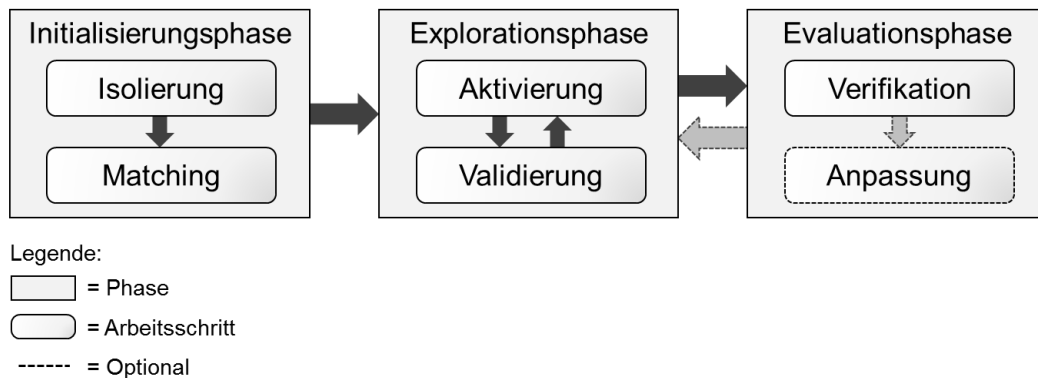 Initialisierungsphase
Isolierung
Matching
Explorationsphase
Aktivierung
Validierung
Evaluationsphase
Verifikation
Anpassung
Legende:
= Phase
= Arbeitsschritt
= Optional